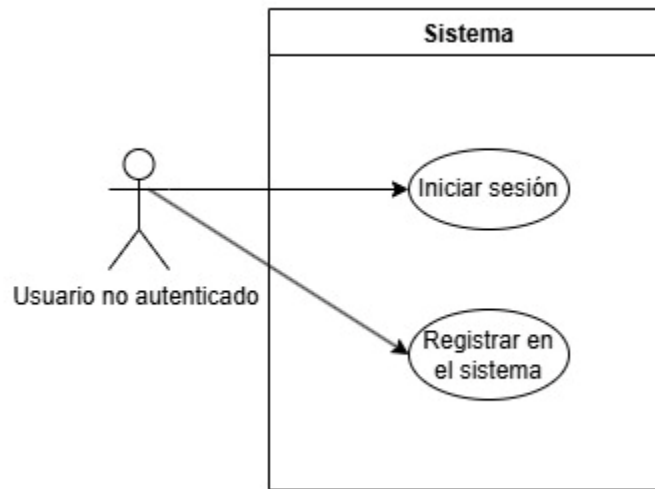 Sistema
Iniciar sesión
Usuario no autenticado
Registrar en
el sistema